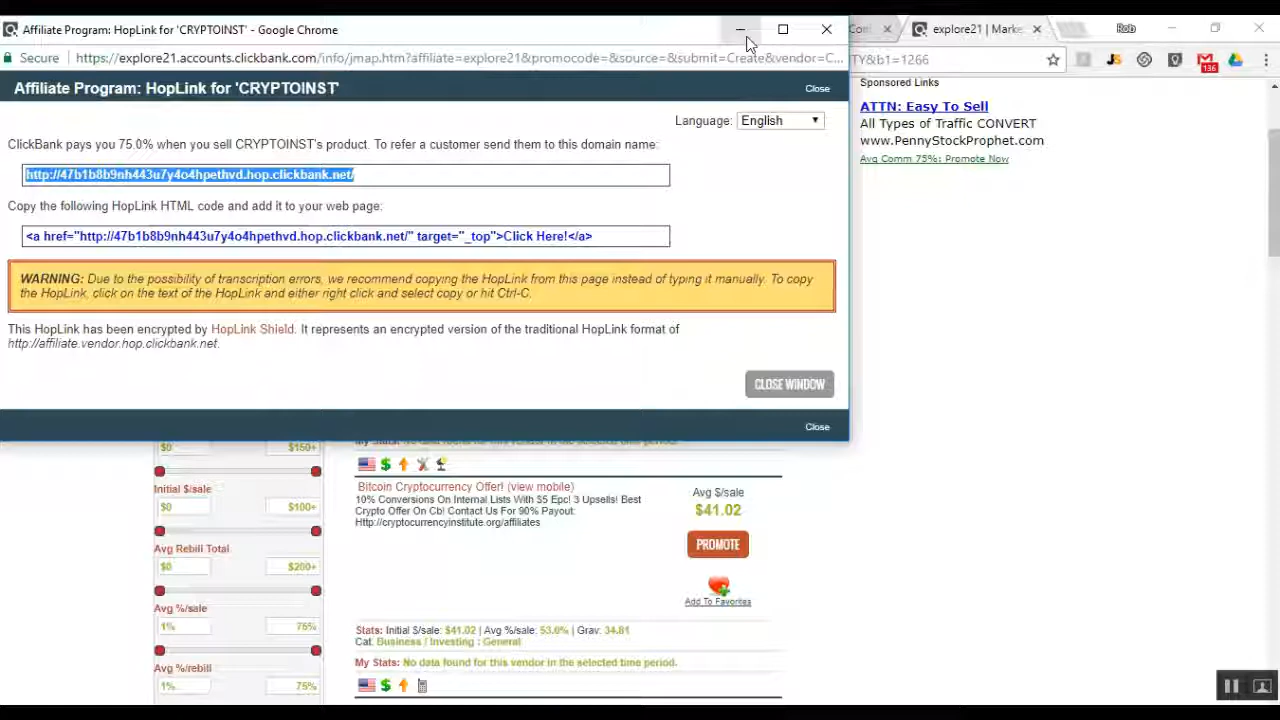 Affiliate Program: HopLink for 'CRYPTOINST' - Google Chrome
explore21 | Marke
Rob
Secure
https://explore21.accounts.clickbank.com/info/jmap.htm?affiliate=explore21&promocode=&source=&submit=Create&vendor=C...
TY&b1=1266
136
Affiliate Program: HopLink for 'CRYPTOINST'
Close
Sponsored Links
ATTN: Easy To Sell
All Types of Traffic CONVERT
www.PennyStockProphet.com
Avg Comm 75%: Promote Now
Language: English
ClickBank pays you 75.0% when you sell CRYPTOINST's product. To refer a customer send them to this domain name:
http://47b1b8b9nh443u7y4o4hpethvd.hop.clickbank.net/
Copy the following HopLink HTML code and add it to your web page:
<a href="http://47b1b8b9nh443u7y4o4hpethvd.hop.clickbank.net/" target="_top">Click Here!</a>
WARNING: Due to the possibility of transcription errors, we recommend copying the HopLink from this page instead of typing it manually. To copy
the HopLink, click on the text of the HopLink and either right click and select copy or hit Ctrl-C.
This HopLink has been encrypted by HopLink Shield. It represents an encrypted version of the traditional HopLink format of
http://affiliate.vendor.hop.clickbank.net.
CLOSE WINDOW
Close
$0 $150+
Initial $/sale
$0 $100+
Avg Rebill Total
$0 $200+
Avg %/sale
1% 75%
Avg %/rebill
1% 75%
Bitcoin Cryptocurrency Offer! (view mobile)
10% Conversions On Internal Lists With $5 Epc! 3 Upsells! Best
Crypto Offer On Cb! Contact Us For 90% Payout:
Http://cryptocurrencyinstitute.org/affiliates
Avg $/sale
$41.02
PROMOTE
Add To Favorites
Stats: Initial $/sale: $41.02 | Avg %/sale: 53.0% | Grav: 34.81
Cat: Business / Investing : General
My Stats: No data found for this vendor in the selected time period.